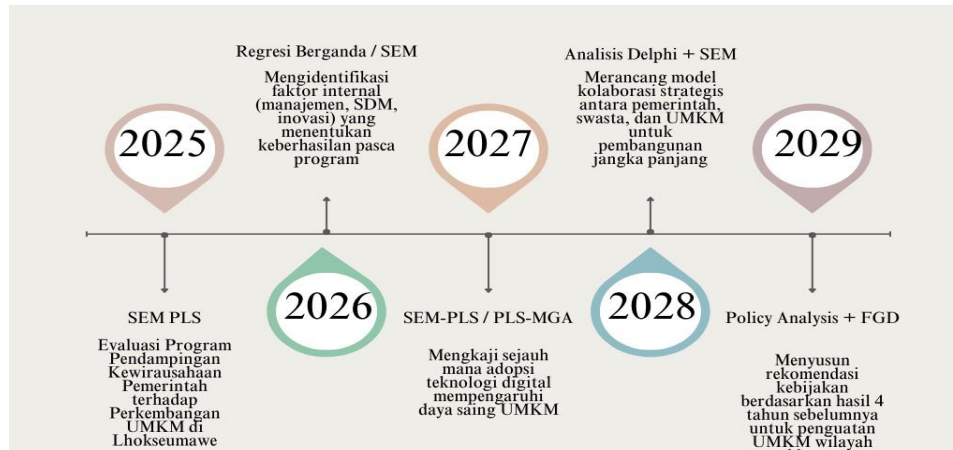 Regresi Berganda / SEM
Mengidentifikasi
faktor internal
(manajemen, SDM,
inovasi) yang
menentukan
keberhasilan pasca
program
Analisis Delphi + SEM
Merancang model
kolaborasi strategis
antara pemerintah,
swasta, dan UMKM
untuk
pembangunan
jangka panjang
2025
2027
2029
2026
2028
SEM PLS
Evaluasi Program
Pendampingan
Kewirausahaan
Pemerintah
terhadap
Perkembangan
UMKM di
Lhokseumawe
SEM-PLS / PLS-MGA
Mengkaji sejauh
mana adopsi
teknologi digital
mempengaruhi
daya saing UMKM
Policy Analysis + FGD
Menyusun
rekomendasi
kebijakan
berdasarkan hasil 4
tahun sebelumnya
untuk penguatan
UMKM wilayah